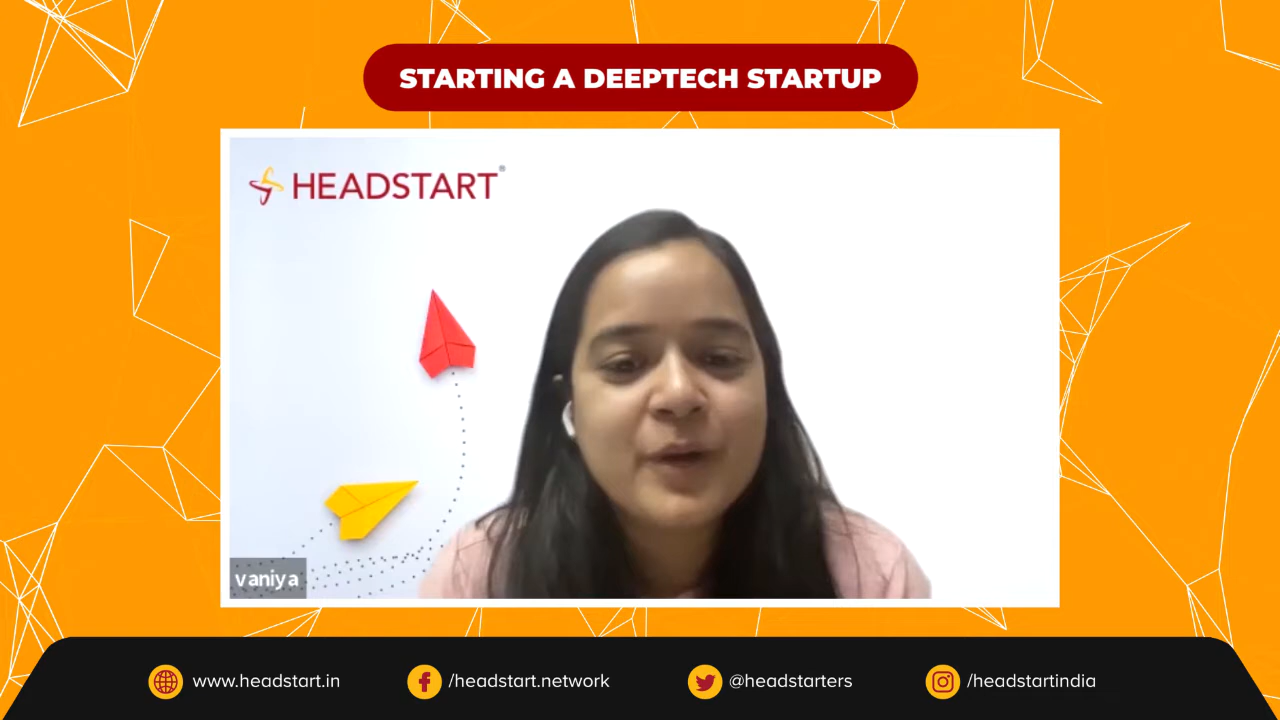 STARTING A DEEPTECH STARTUP
HEADSTART®
vaniya
www.headstart.in
/headstart.network
@headstarters
/headstartindia